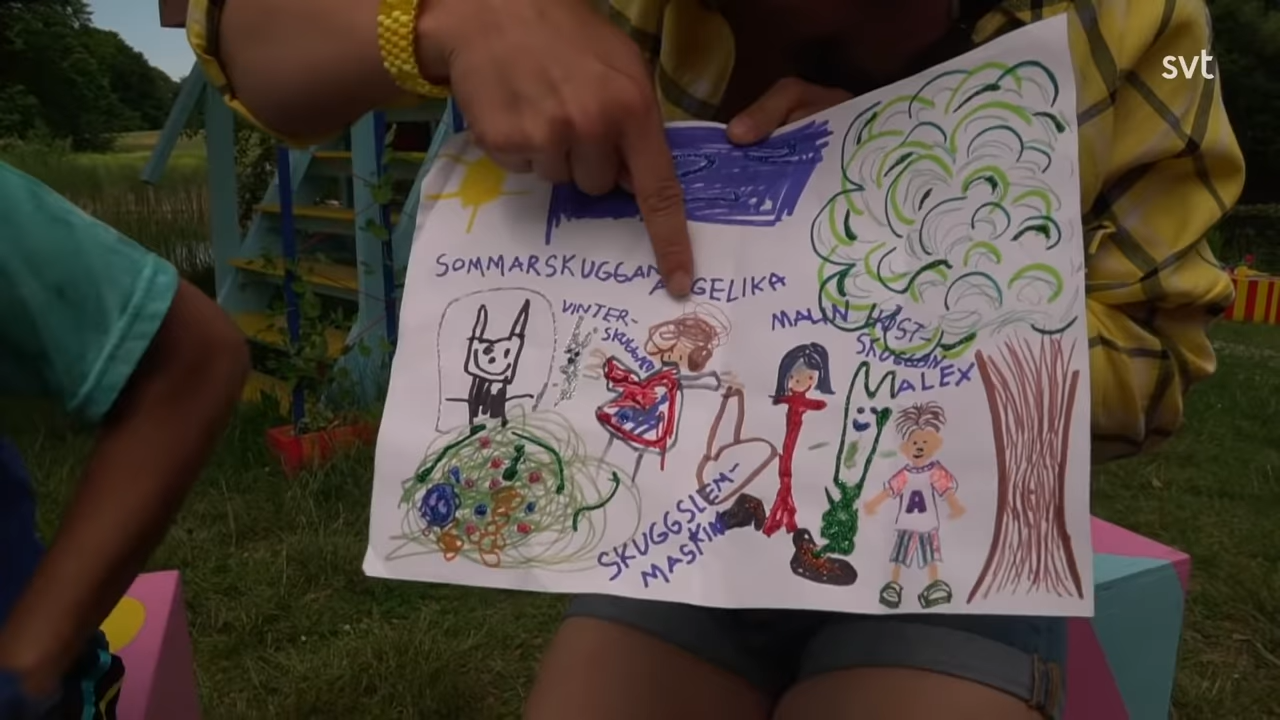 svt
SOMMARSKUGGAN
ANGELIKA
VINTER-
SKUGGAN
MALIN
HÖST-
SKUGGAN
ALEX
A
SKUGGSLEM-
MASKIN